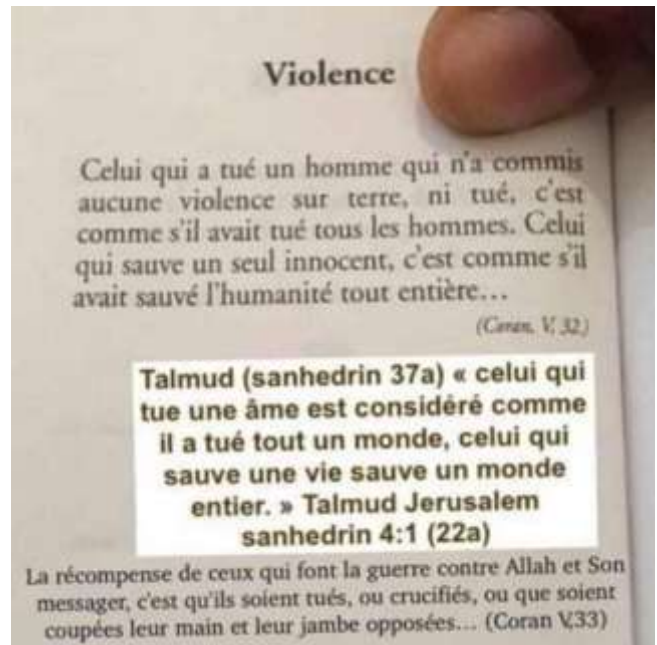 Violence
Celui qui a tué un homme qui n'a commis
aucune violence sur terre, ni tué, c'est
comme s'il avait tué tous les hommes. Celui
qui sauve un seul innocent, c'est comme s'il
avait sauvé l'humanité tout entière...
(Coran, V. 32)
Talmud (sanhedrin 37a) « celui qui
tue une âme est considéré comme
il a tué tout un monde, celui qui
sauve une vie sauve un monde
entier. » Talmud Jerusalem
sanhedrin 4:1 (22a)
La récompense de ceux qui font la guerre contre Allah et Son
messager, c'est qu'ils soient tués, ou crucifiés, ou que soient
coupées leur main et leur jambe opposées... (Coran V.33)